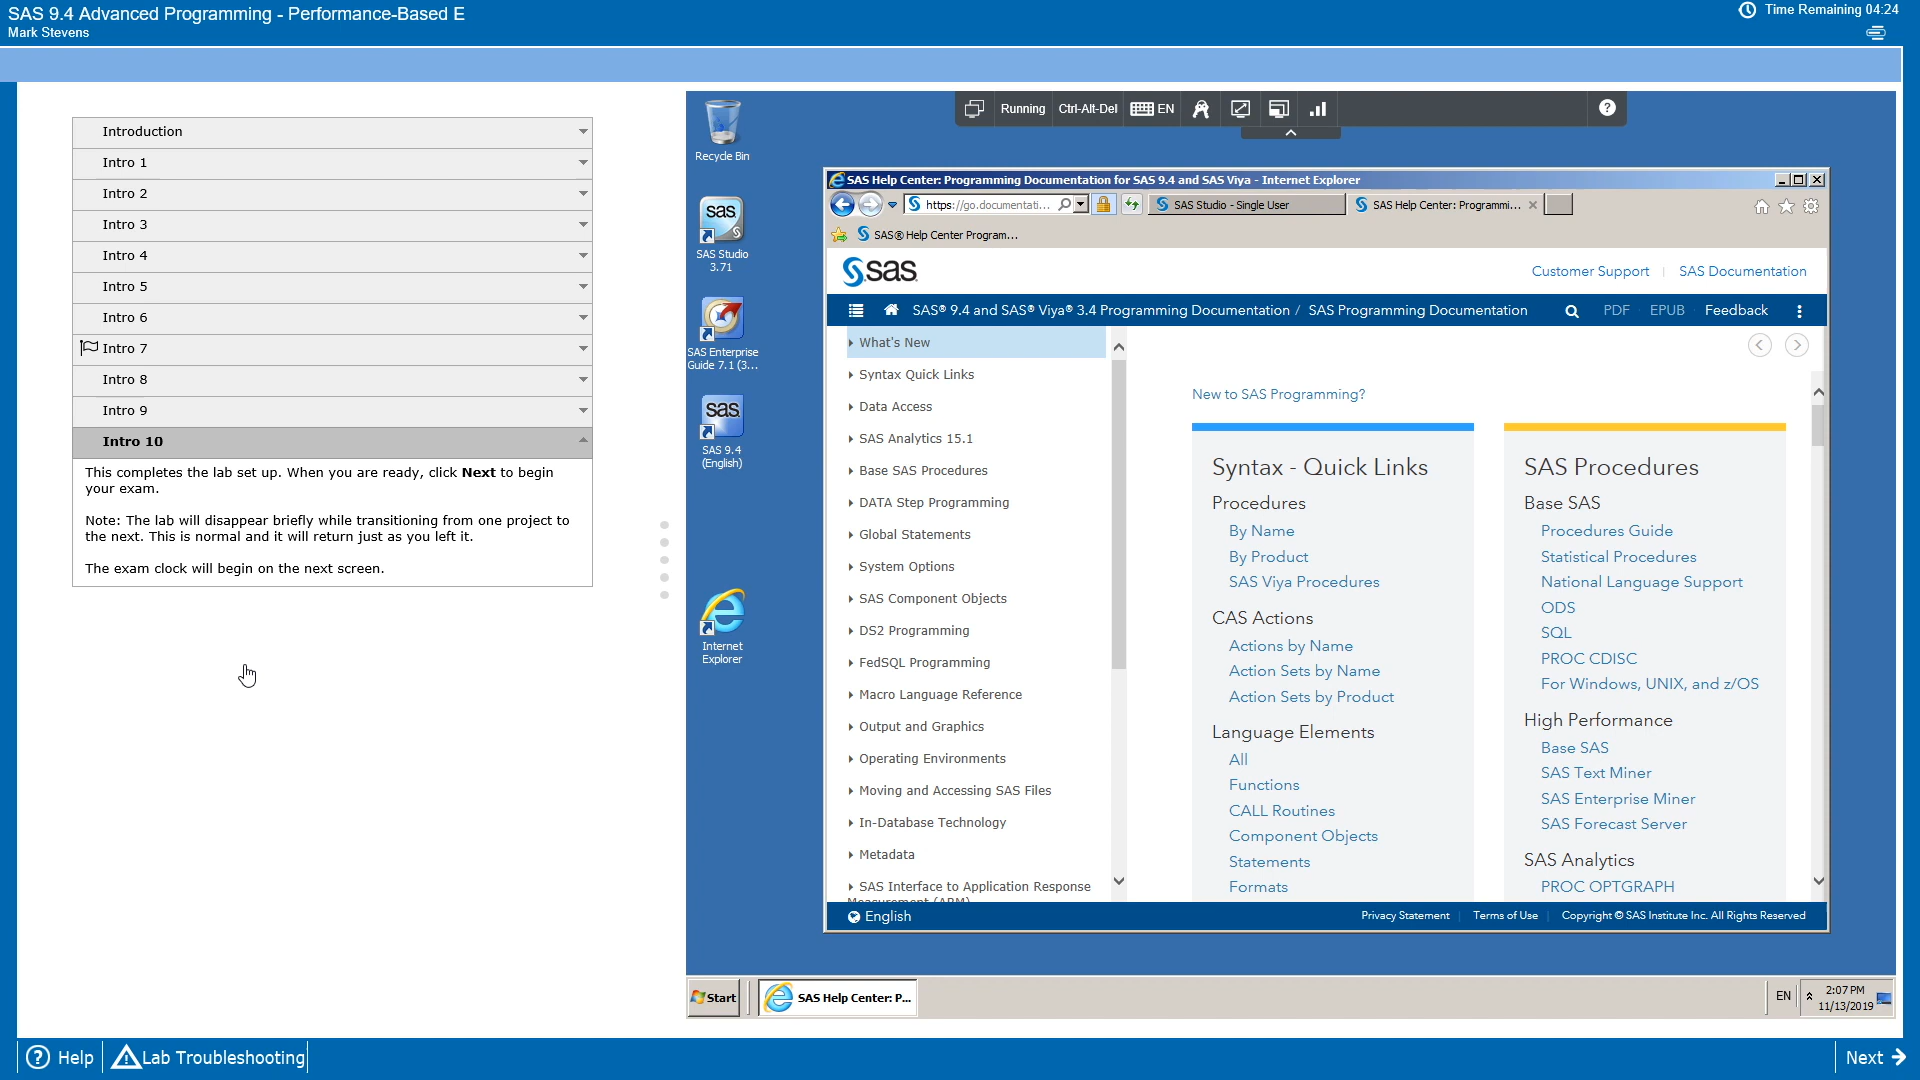 SAS 9.4 Advanced Programming - Performance-Based E
Mark Stevens
Time Remaining 04:24
Introduction
Intro 1
Intro 2
Intro 3
Intro 4
Intro 5
Intro 6
Intro 7
Intro 8
Intro 9
Intro 10
This completes the lab set up. When you are ready, click Next to begin
your exam.
Note: The lab will disappear briefly while transitioning from one project to
the next. This is normal and it will return just as you left it.
The exam clock will begin on the next screen.
Running
Ctrl-Alt-Del
EN
?
Recycle Bin
sas
SAS Studio
3.71
SAS Enterprise
Guide 7.1 (3...
sas
SAS 9.4
(English)
Internet
Explorer
SAS Help Center: Programming Documentation for SAS 9.4 and SAS Viya - Internet Explorer
https://go.documentati...
SAS Studio - Single User
SAS Help Center: Programmi...
SAS® Help Center Program...
sas
Customer Support
SAS Documentation
SAS® 9.4 and SAS® Viya® 3.4 Programming Documentation / SAS Programming Documentation
PDF
EPUB
Feedback
What's New
Syntax Quick Links
Data Access
SAS Analytics 15.1
Base SAS Procedures
DATA Step Programming
Global Statements
System Options
SAS Component Objects
DS2 Programming
FedSQL Programming
Macro Language Reference
Output and Graphics
Operating Environments
Moving and Accessing SAS Files
In-Database Technology
Metadata
SAS Interface to Application Response
Measurement (ARM)
New to SAS Programming?
Syntax - Quick Links
Procedures
By Name
By Product
SAS Viya Procedures
CAS Actions
Actions by Name
Action Sets by Name
Action Sets by Product
Language Elements
All
Functions
CALL Routines
Component Objects
Statements
Formats
SAS Procedures
Base SAS
Procedures Guide
Statistical Procedures
National Language Support
ODS
SQL
PROC CDISC
For Windows, UNIX, and z/OS
High Performance
Base SAS
SAS Text Miner
SAS Enterprise Miner
SAS Forecast Server
SAS Analytics
PROC OPTGRAPH
English
Privacy Statement
Terms of Use
Copyright © SAS Institute Inc. All Rights Reserved
Start
SAS Help Center: P...
EN
2:07 PM
11/13/2019
? Help
Lab Troubleshooting
Next